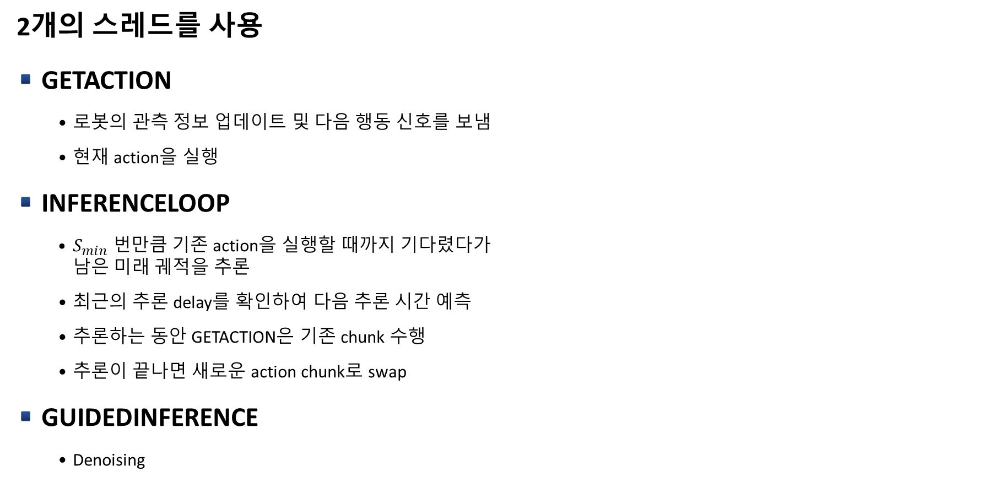 2개의 스레드를 사용
GETACTION
로봇의 관측 정보 업데이트 및 다음 행동 신호를 보냄
현재 action을 실행
INFERENCELOOP
S_min 번만큼 기존 action을 실행할 때까지 기다렸다가
남은 미래 궤적을 추론
최근의 추론 delay를 확인하여 다음 추론 시간 예측
추론하는 동안 GETACTION은 기존 chunk 수행
추론이 끝나면 새로운 action chunk로 swap
GUIDEDINFERENCE
Denoising